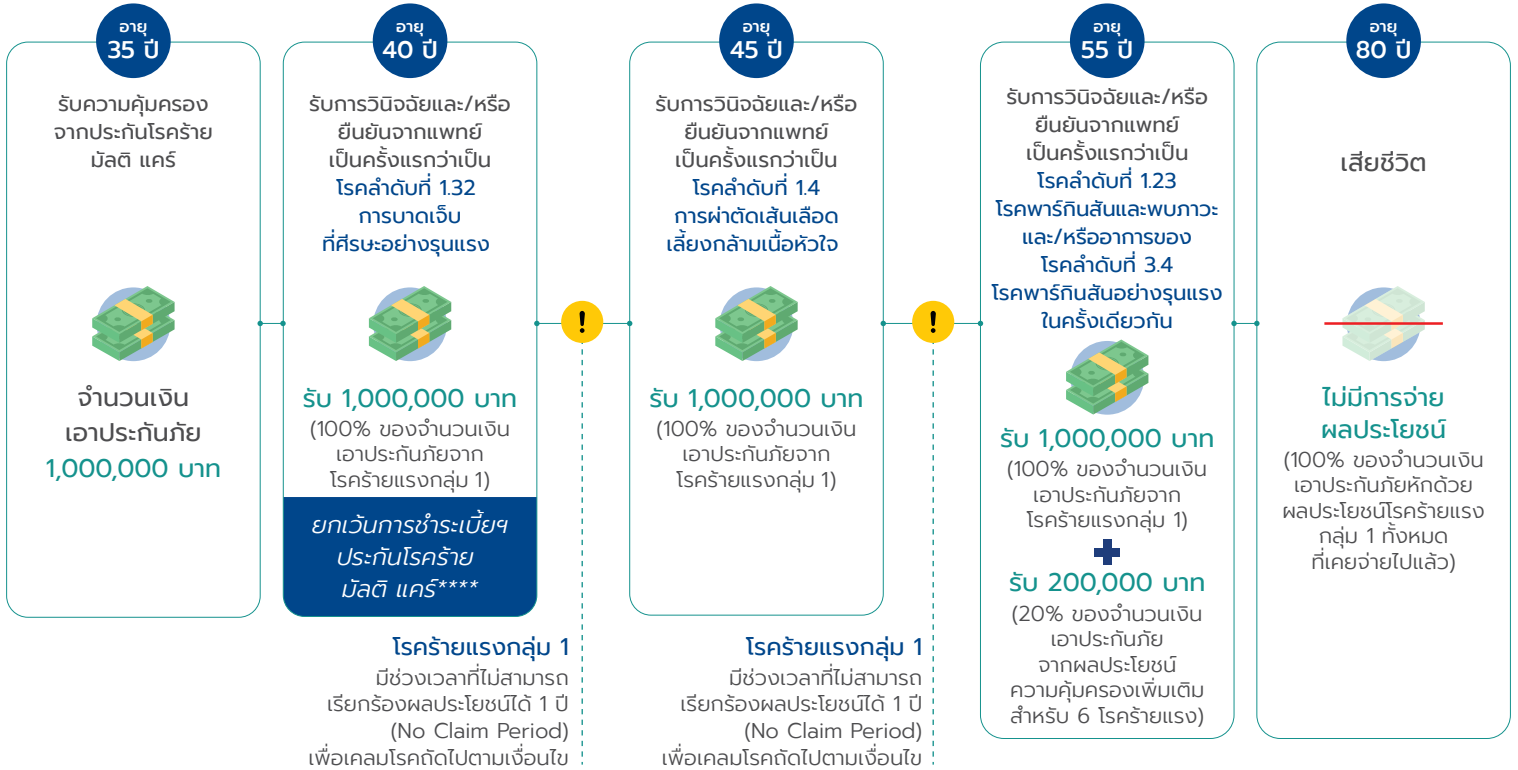 อายุ
35 ปี
รับความคุ้มครอง
จากประกันโรคร้าย
มัลติ แคร์
จำนวนเงิน
เอาประกันภัย
1,000,000 บาท
อายุ
40 ปี
รับการวินิจฉัยและ/หรือ
ยืนยันจากแพทย์
เป็นครั้งแรกว่าเป็น
โรคลำดับที่ 1.32
การบาดเจ็บ
ที่ศีรษะอย่างรุนแรง
รับ 1,000,000 บาท
(100% ของจำนวนเงิน
เอาประกันภัยจาก
โรคร้ายแรงกลุ่ม 1)
ยกเว้นการชำระเบี้ยฯ
ประกันโรคร้าย
มัลติ แคร์****
!
โรคร้ายแรงกลุ่ม 1
มีช่วงเวลาที่ไม่สามารถ
เรียกร้องผลประโยชน์ได้ 1 ปี
(No Claim Period)
เพื่อเคลมโรคถัดไปตามเงื่อนไข
อายุ
45 ปี
รับการวินิจฉัยและ/หรือ
ยืนยันจากแพทย์
เป็นครั้งแรกว่าเป็น
โรคลำดับที่ 1.4
การผ่าตัดเส้นเลือด
เลี้ยงกล้ามเนื้อหัวใจ
รับ 1,000,000 บาท
(100% ของจำนวนเงิน
เอาประกันภัยจาก
โรคร้ายแรงกลุ่ม 1)
!
โรคร้ายแรงกลุ่ม 1
มีช่วงเวลาที่ไม่สามารถ
เรียกร้องผลประโยชน์ได้ 1 ปี
(No Claim Period)
เพื่อเคลมโรคถัดไปตามเงื่อนไข
อายุ
55 ปี
รับการวินิจฉัยและ/หรือ
ยืนยันจากแพทย์
เป็นครั้งแรกว่าเป็น
โรคลำดับที่ 1.23
โรคพาร์กินสันและพบภาวะ
และ/หรืออาการของ
โรคลำดับที่ 3.4
โรคพาร์กินสันอย่างรุนแรง
ในครั้งเดียวกัน
รับ 1,000,000 บาท
(100% ของจำนวนเงิน
เอาประกันภัยจาก
โรคร้ายแรงกลุ่ม 1)
+
รับ 200,000 บาท
(20% ของจำนวนเงิน
เอาประกันภัย
จากผลประโยชน์
ความคุ้มครองเพิ่มเติม
สำหรับ 6 โรคร้ายแรง)
อายุ
80 ปี
เสียชีวิต
ไม่มีการจ่าย
ผลประโยชน์
(100% ของจำนวนเงิน
เอาประกันภัยหักด้วย
ผลประโยชน์โรคร้ายแรง
กลุ่ม 1 ทั้งหมด
ที่เคยจ่ายไปแล้ว)